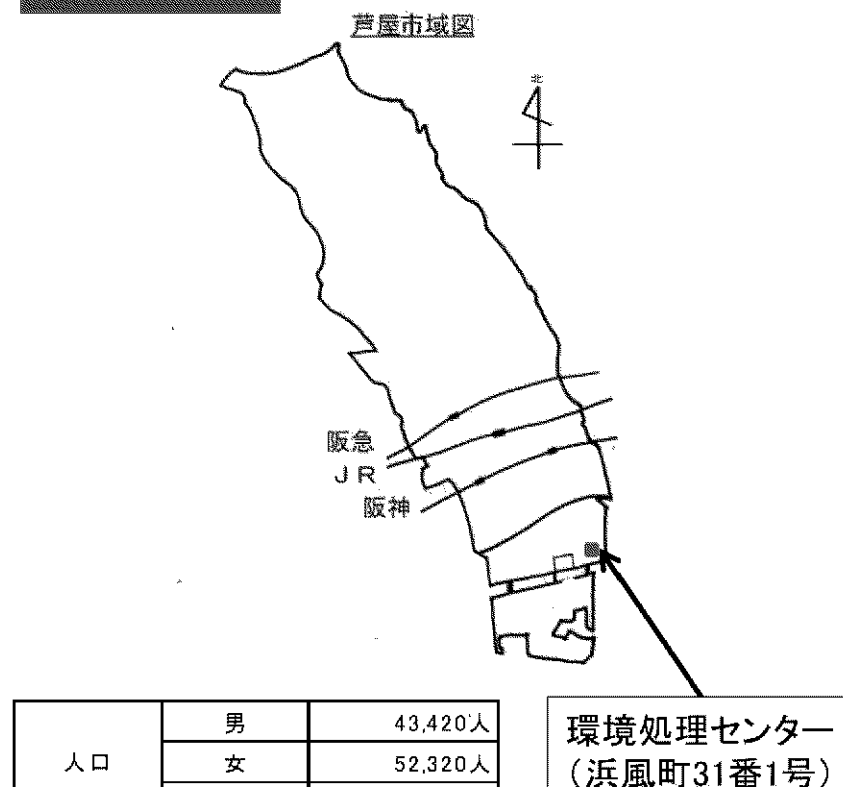 芦屋市域図
北
阪急
JR
阪神
人口
男 43,420人
女 52,320人
環境処理センター
(浜風町31番1号)